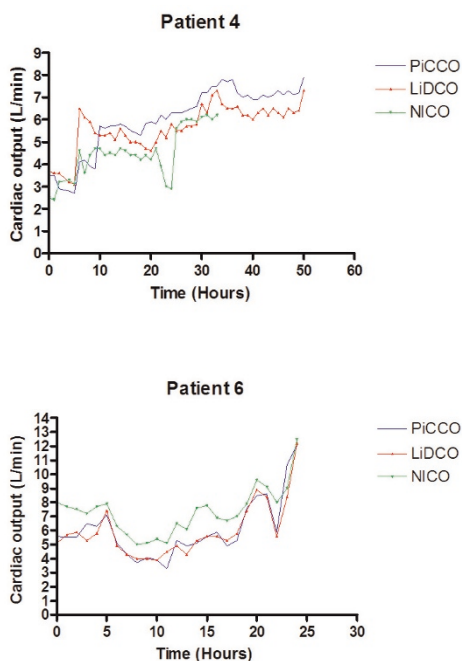 Patient 4
Cardiac output (L/min)
9
8
7
6
5
4
3
2
1
0
0 10 20 30 40 50 60
Time (Hours)
PiCCO
LiDCO
NICO
Patient 6
Cardiac output (L/min)
14
13
12
11
10
9
8
7
6
5
4
3
2
1
0
0 5 10 15 20 25 30
Time (Hours)
PiCCO
LiDCO
NICO